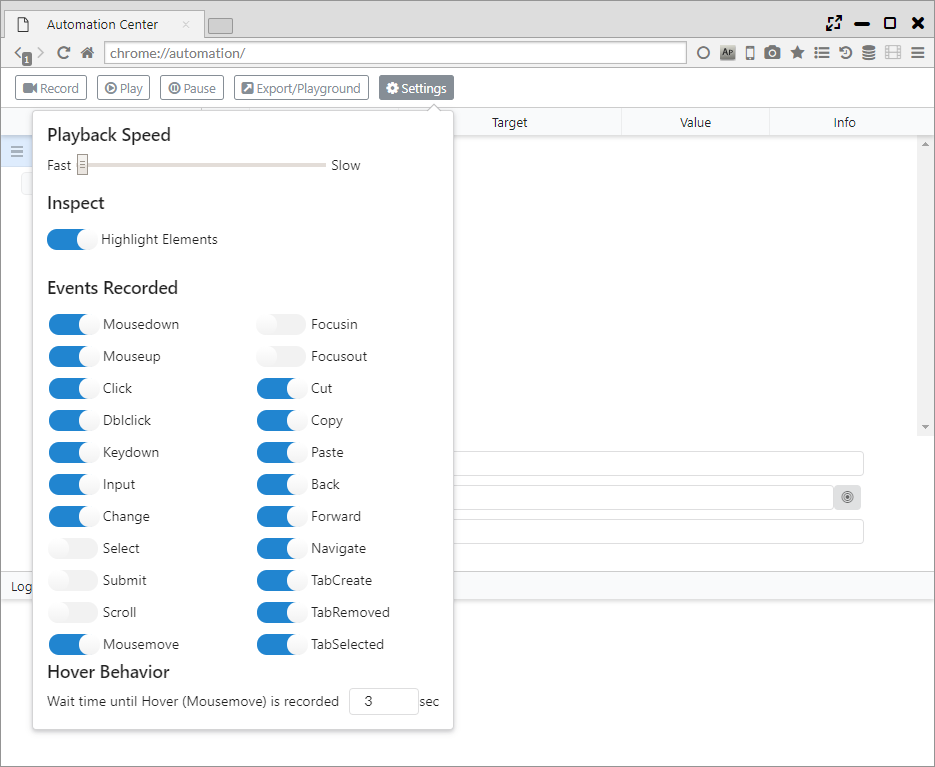 Automation Center
1
chrome://automation/
AP
Record Play Pause Export/Playground Settings
Target Value Info
Playback Speed
Fast Slow
Inspect
Highlight Elements
Events Recorded
Mousedown Focusin
Mouseup Focusout
Click Cut
Dblclick Copy
Keydown Paste
Input Back
Change Forward
Select Navigate
Submit TabCreate
Scroll TabRemoved
Mousemove TabSelected
Log
Hover Behavior
Wait time until Hover (Mousemove) is recorded 3 sec